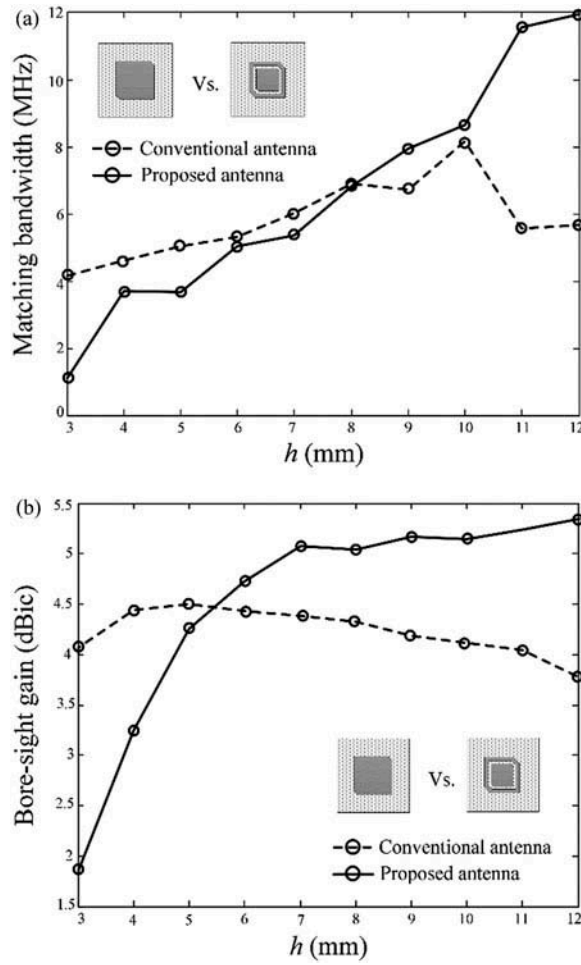 (a)
12
10
8
6
4
2
0
Matching bandwidth (MHz)
Vs.
Conventional antenna
Proposed antenna
3 4 5 6 7 8 9 10 11 12
h (mm)
(b)
5.5
5
4.5
4
3.5
3
2.5
2
1.5
Bore-sight gain (dBic)
Vs.
Conventional antenna
Proposed antenna
3 4 5 6 7 8 9 10 11 12
h (mm)